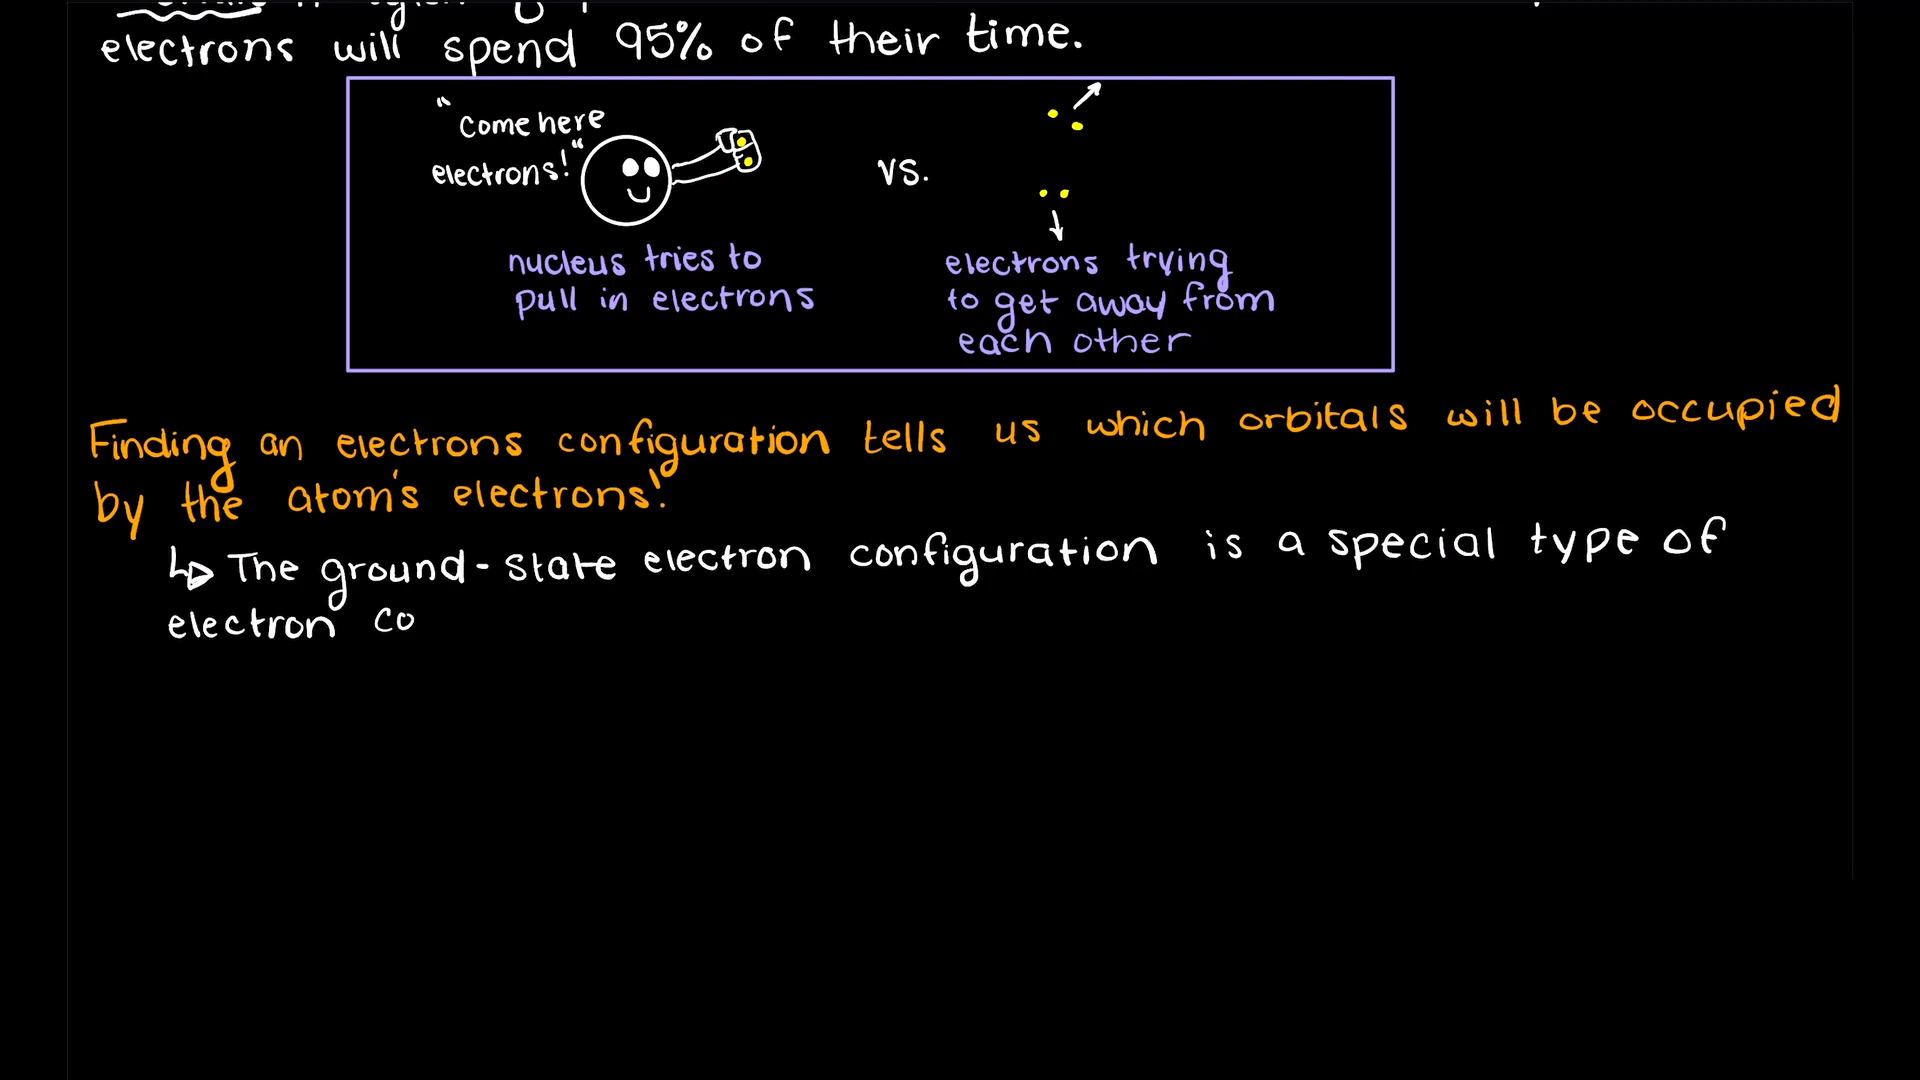 electrons will spend 95% of their time.
"come here
electrons!"
vs.
nucleus tries to
pull in electrons
electrons trying
to get away from
each other
Finding an electrons configuration tells us which orbitals will be occupied
by the atom's electrons!
The ground-state electron configuration is a special type of
electron co